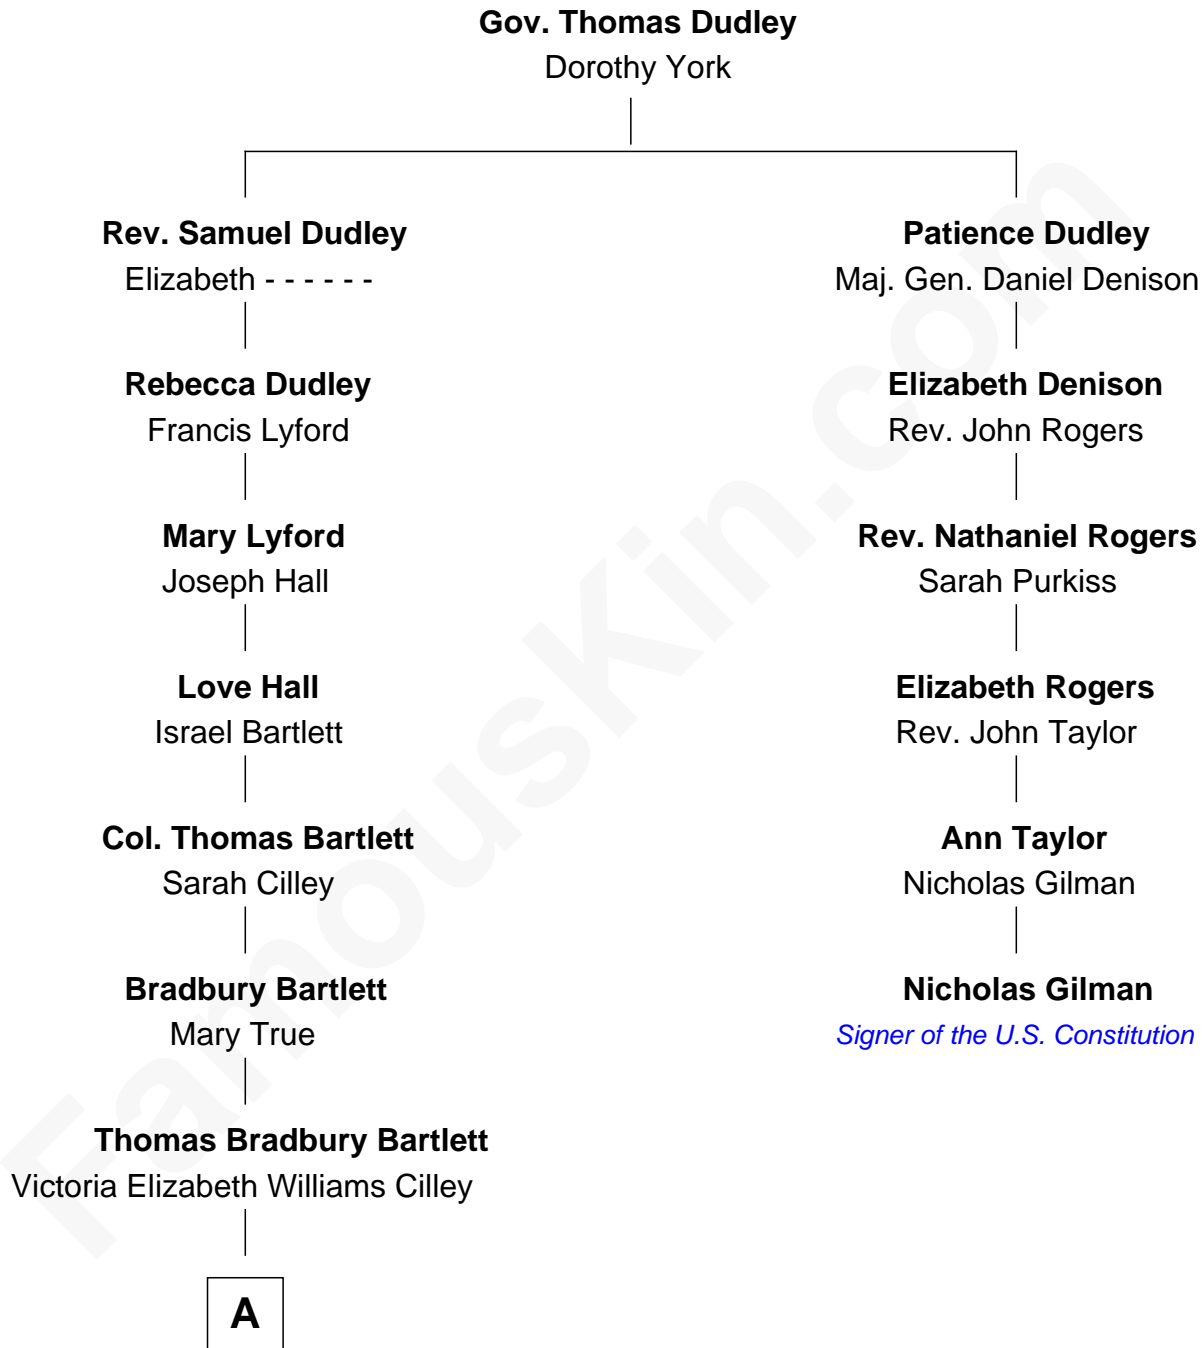 Gov. Thomas Dudley
Dorothy York
Rev. Samuel Dudley
Elizabeth - - - - - -
Rebecca Dudley
Francis Lyford
Mary Lyford
Joseph Hall
Love Hall
Israel Bartlett
Col. Thomas Bartlett
Sarah Cilley
Bradbury Bartlett
Mary True
Thomas Bradbury Bartlett
Victoria Elizabeth Williams Cilley
A
Patience Dudley
Maj. Gen. Daniel Denison
Elizabeth Denison
Rev. John Rogers
Rev. Nathaniel Rogers
Sarah Purkiss
Elizabeth Rogers
Rev. John Taylor
Ann Taylor
Nicholas Gilman
Nicholas Gilman
Signer of the U.S. Constitution
FamousKin.com